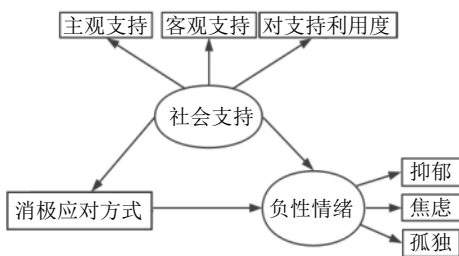 主观支持 客观支持 对支持利用度
社会支持
抑郁
消极应对方式 负性情绪 焦虑
孤独